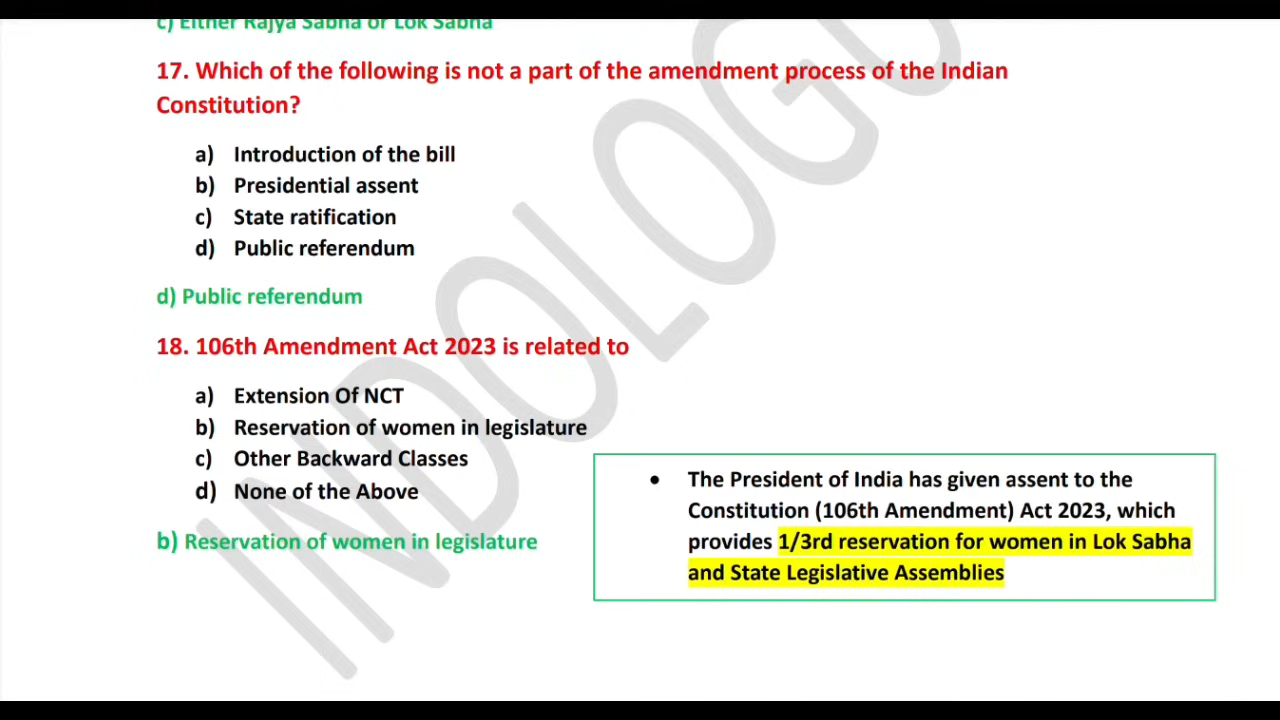 c) Either Rajya Sabha or Lok Sabha
17. Which of the following is not a part of the amendment process of the Indian
Constitution?
a) Introduction of the bill
b) Presidential assent
c) State ratification
d) Public referendum
d) Public referendum
18. 106th Amendment Act 2023 is related to
a) Extension Of NCT
b) Reservation of women in legislature
c) Other Backward Classes
d) None of the Above
b) Reservation of women in legislature
• The President of India has given assent to the
Constitution (106th Amendment) Act 2023, which
provides 1/3rd reservation for women in Lok Sabha
and State Legislative Assemblies
INDOLOGU